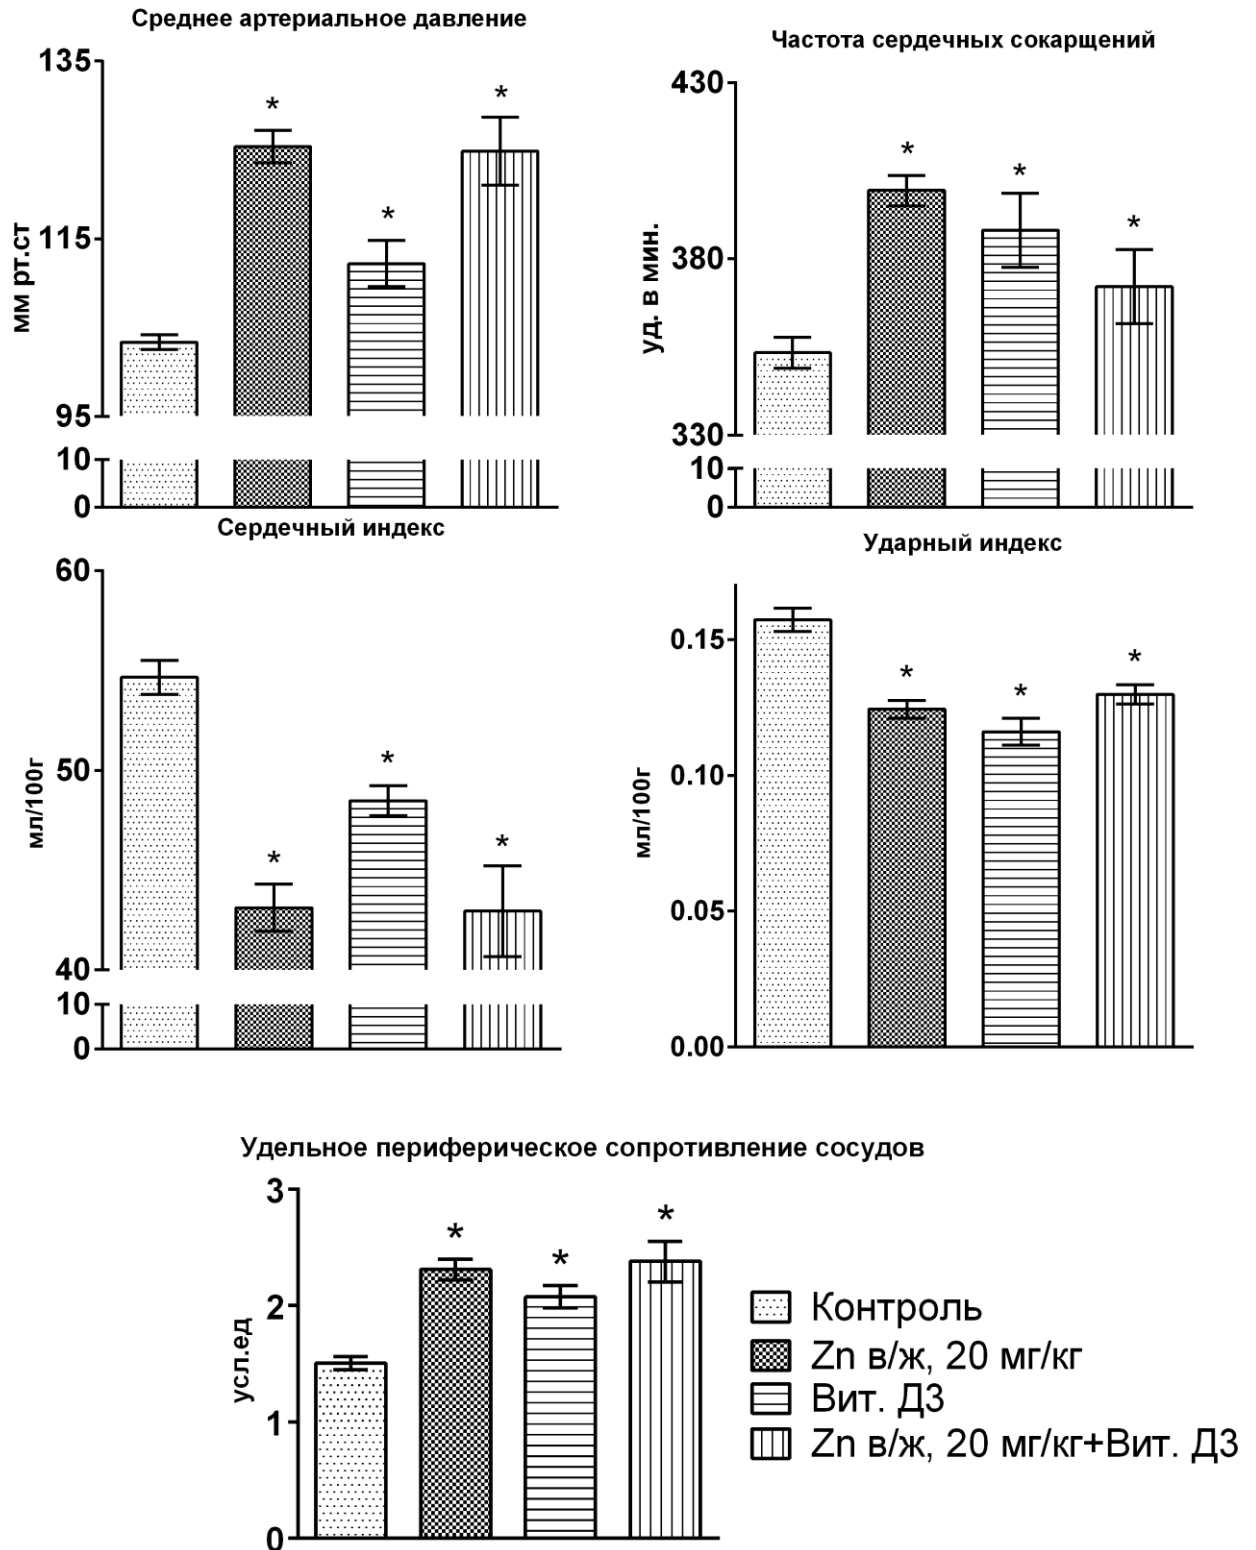 Среднее артериальное давление
135
115
95
10
0
мм рт.ст
*
*
*
Частота сердечных сокарщений
430
380
330
10
0
уд. в мин.
*
*
*
Сердечный индекс
60
50
40
10
0
мл/100г
*
*
*
Ударный индекс
0.15
0.10
0.05
0.00
мл/100г
*
*
*
Удельное периферическое сопротивление сосудов
3
2
1
0
усл.ед
*
*
*
Контроль
Zn в/ж, 20 мг/кг
Вит. Д3
Zn в/ж, 20 мг/кг+Вит. Д3